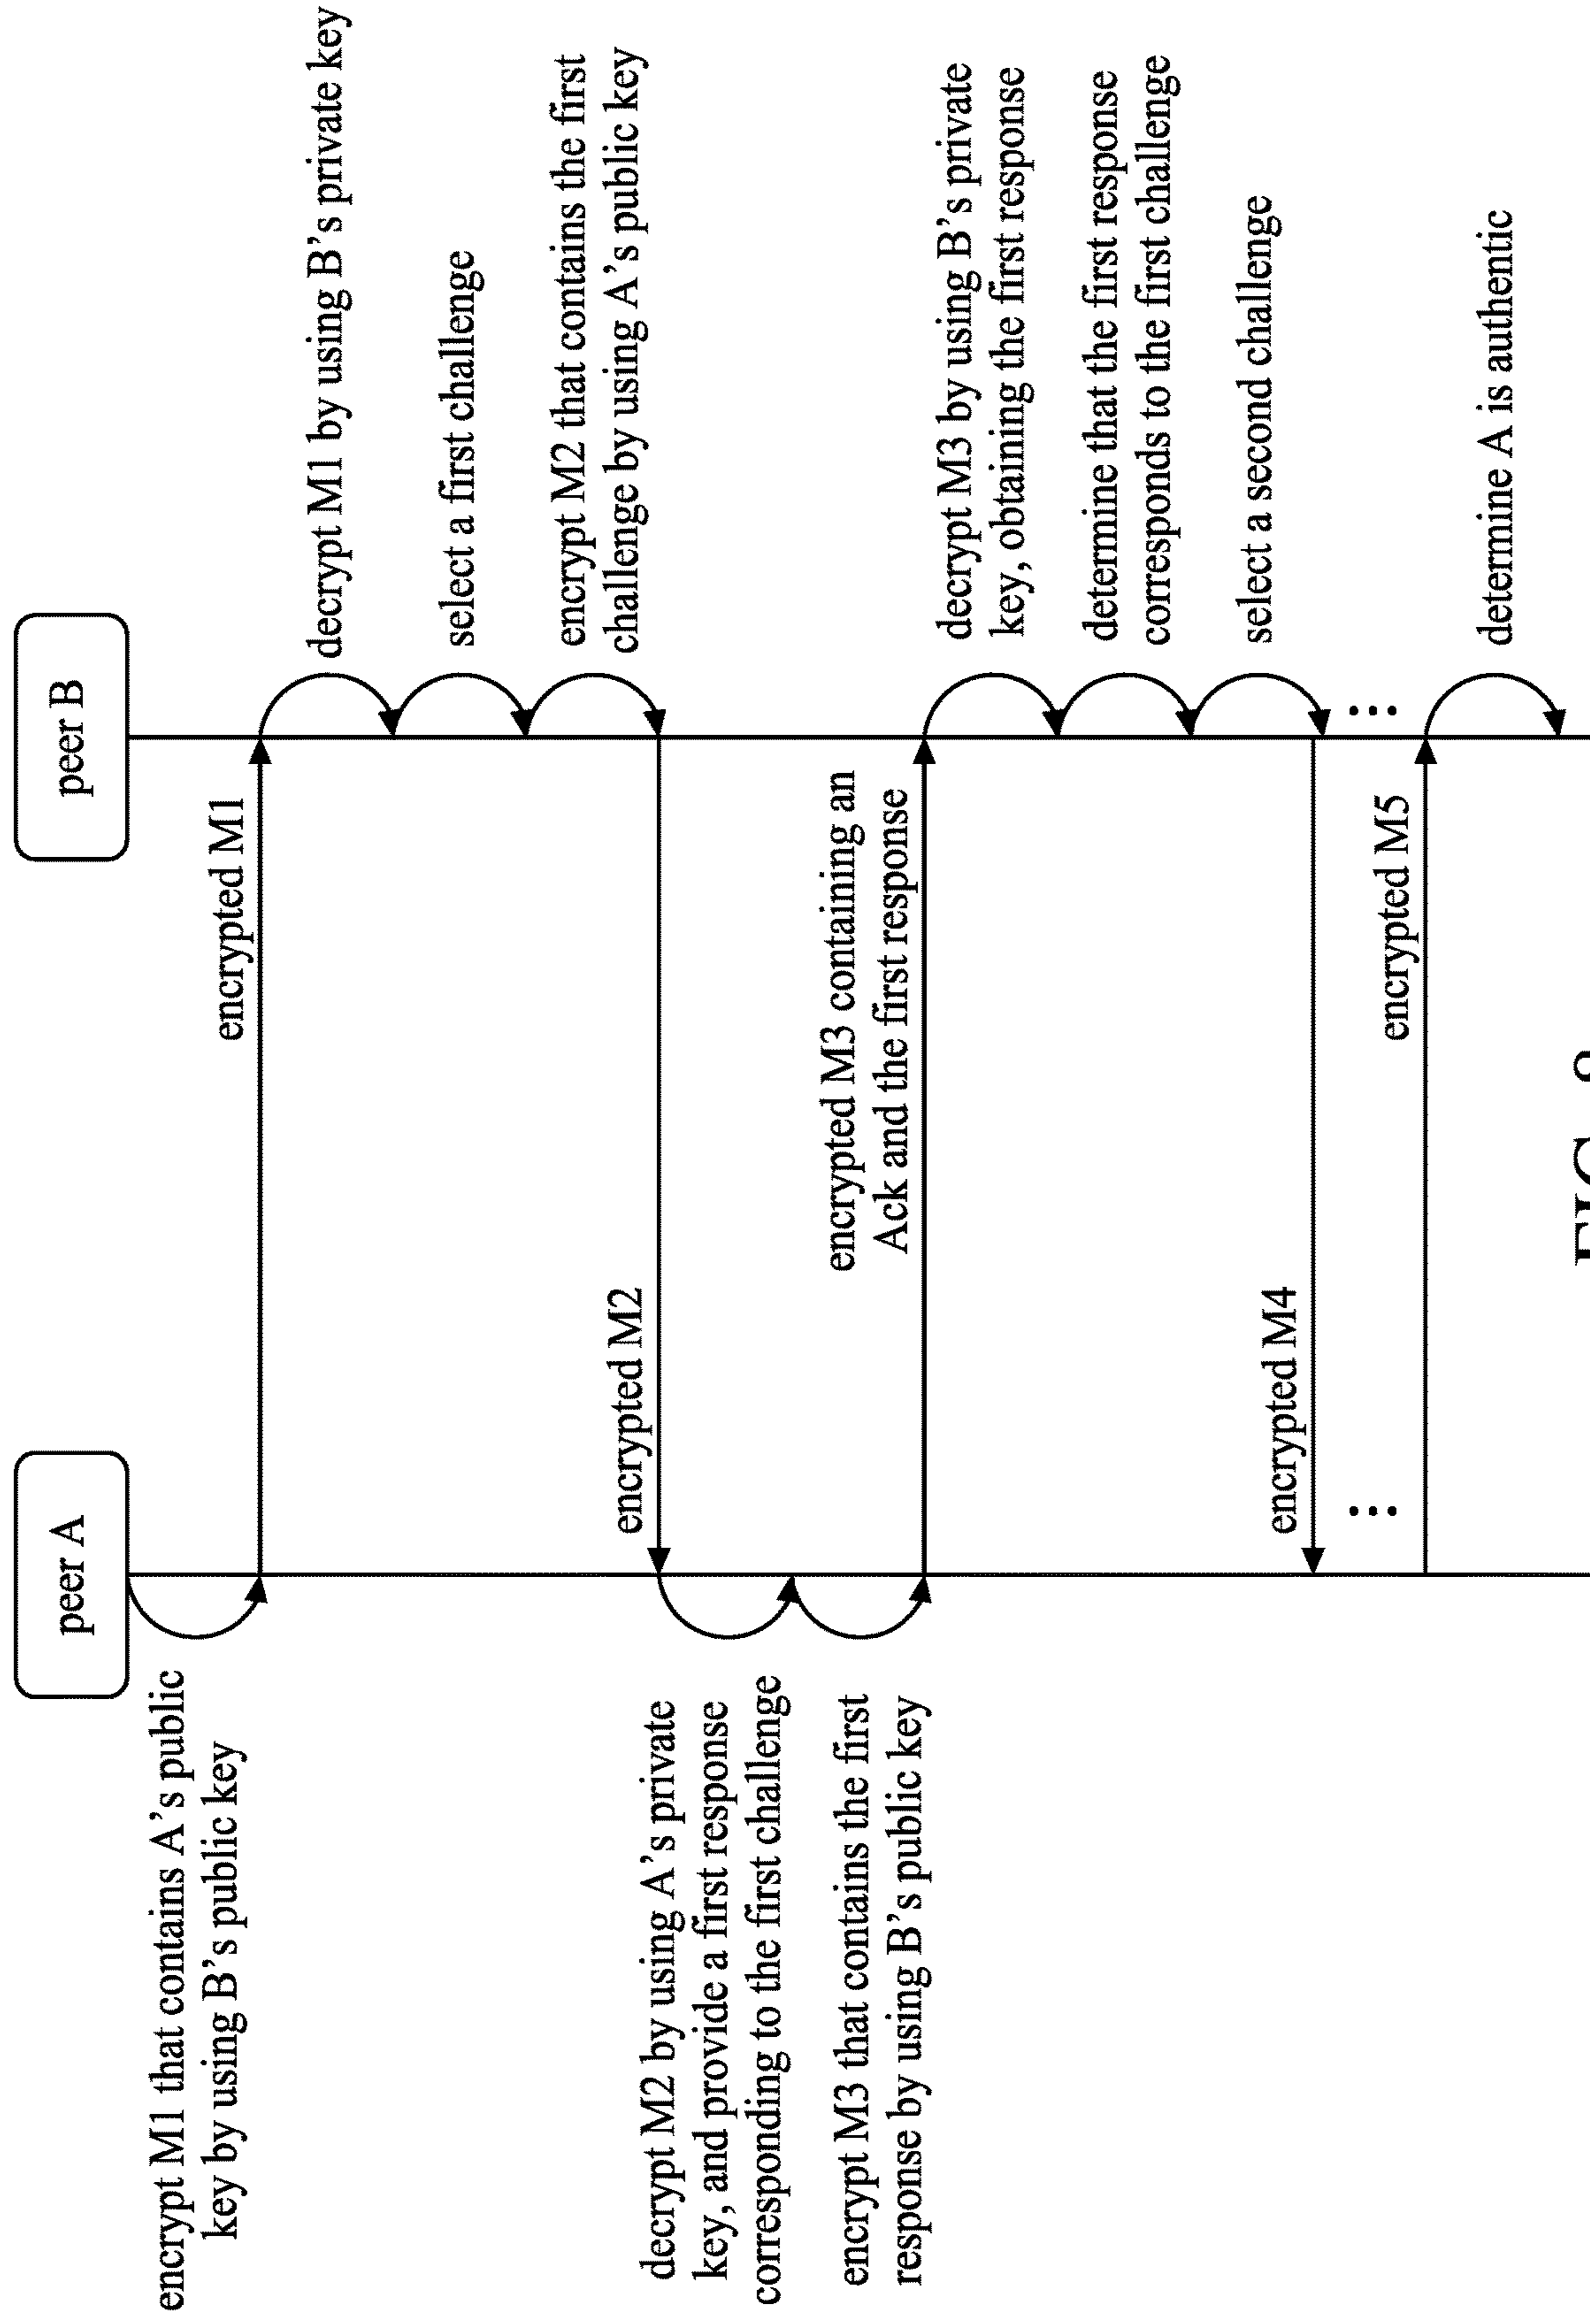 peer A
peer B
encrypt M1 that contains A's public
key by using B's public key
encrypted M1
decrypt M1 by using B's private key
select a first challenge
encrypt M2 that contains the first
challenge by using A's public key
encrypted M2
decrypt M2 by using A's private
key, and provide a first response
corresponding to the first challenge
encrypt M3 that contains the first
response by using B's public key
encrypted M3 containing an
Ack and the first response
decrypt M3 by using B's private
key, obtaining the first response
determine that the first response
corresponds to the first challenge
select a second challenge
encrypted M4
...
...
encrypted M5
determine A is authentic